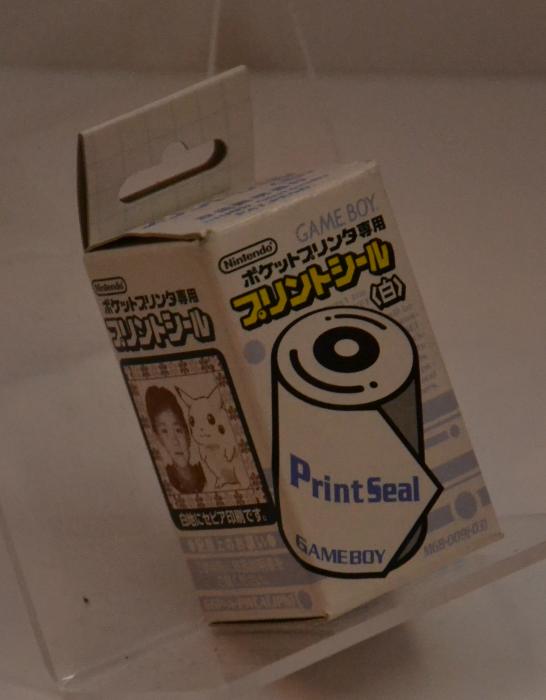 GAME BOY
Nintendo
ポケットプリンタ専用
プリントシール
〈白〉
Print Seal
GAMEBOY
Nintendo
ポケットプリンタ専用
プリントシール
白地にセピア印刷です。